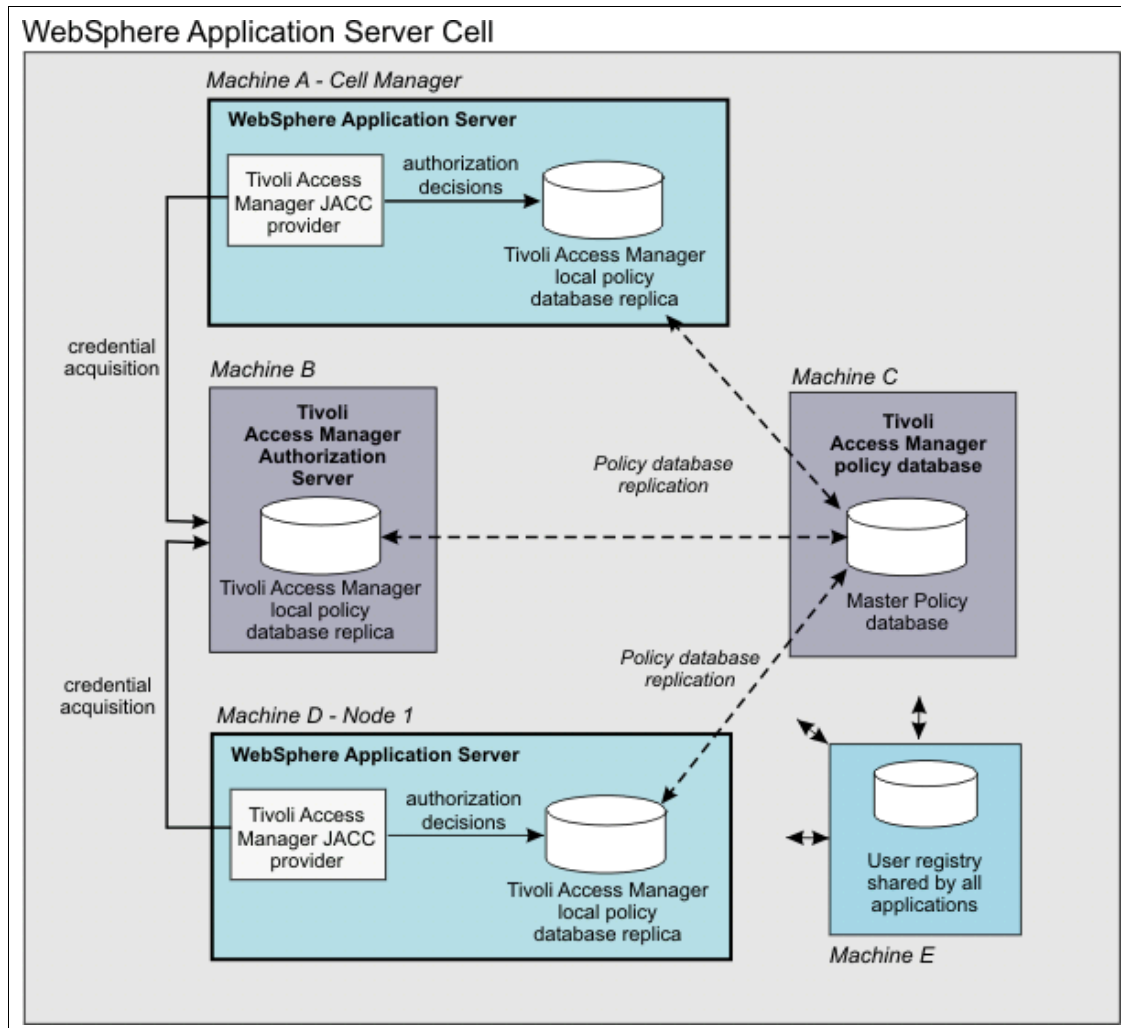 WebSphere Application Server Cell
Machine A - Cell Manager
WebSphere Application Server
Tivoli Access
Manager JACC
provider
authorization
decisions
Tivoli Access Manager
local policy
database replica
credential
acquisition
Machine B
Tivoli
Access Manager
Authorization
Server
Tivoli Access Manager
local policy
database replica
Policy database
replication
Machine C
Tivoli
Access Manager
policy database
Master Policy
database
credential
acquisition
Policy database
replication
Machine D - Node 1
WebSphere Application Server
Tivoli Access
Manager JACC
provider
authorization
decisions
Tivoli Access Manager
local policy
database replica
User registry
shared by all
applications
Machine E